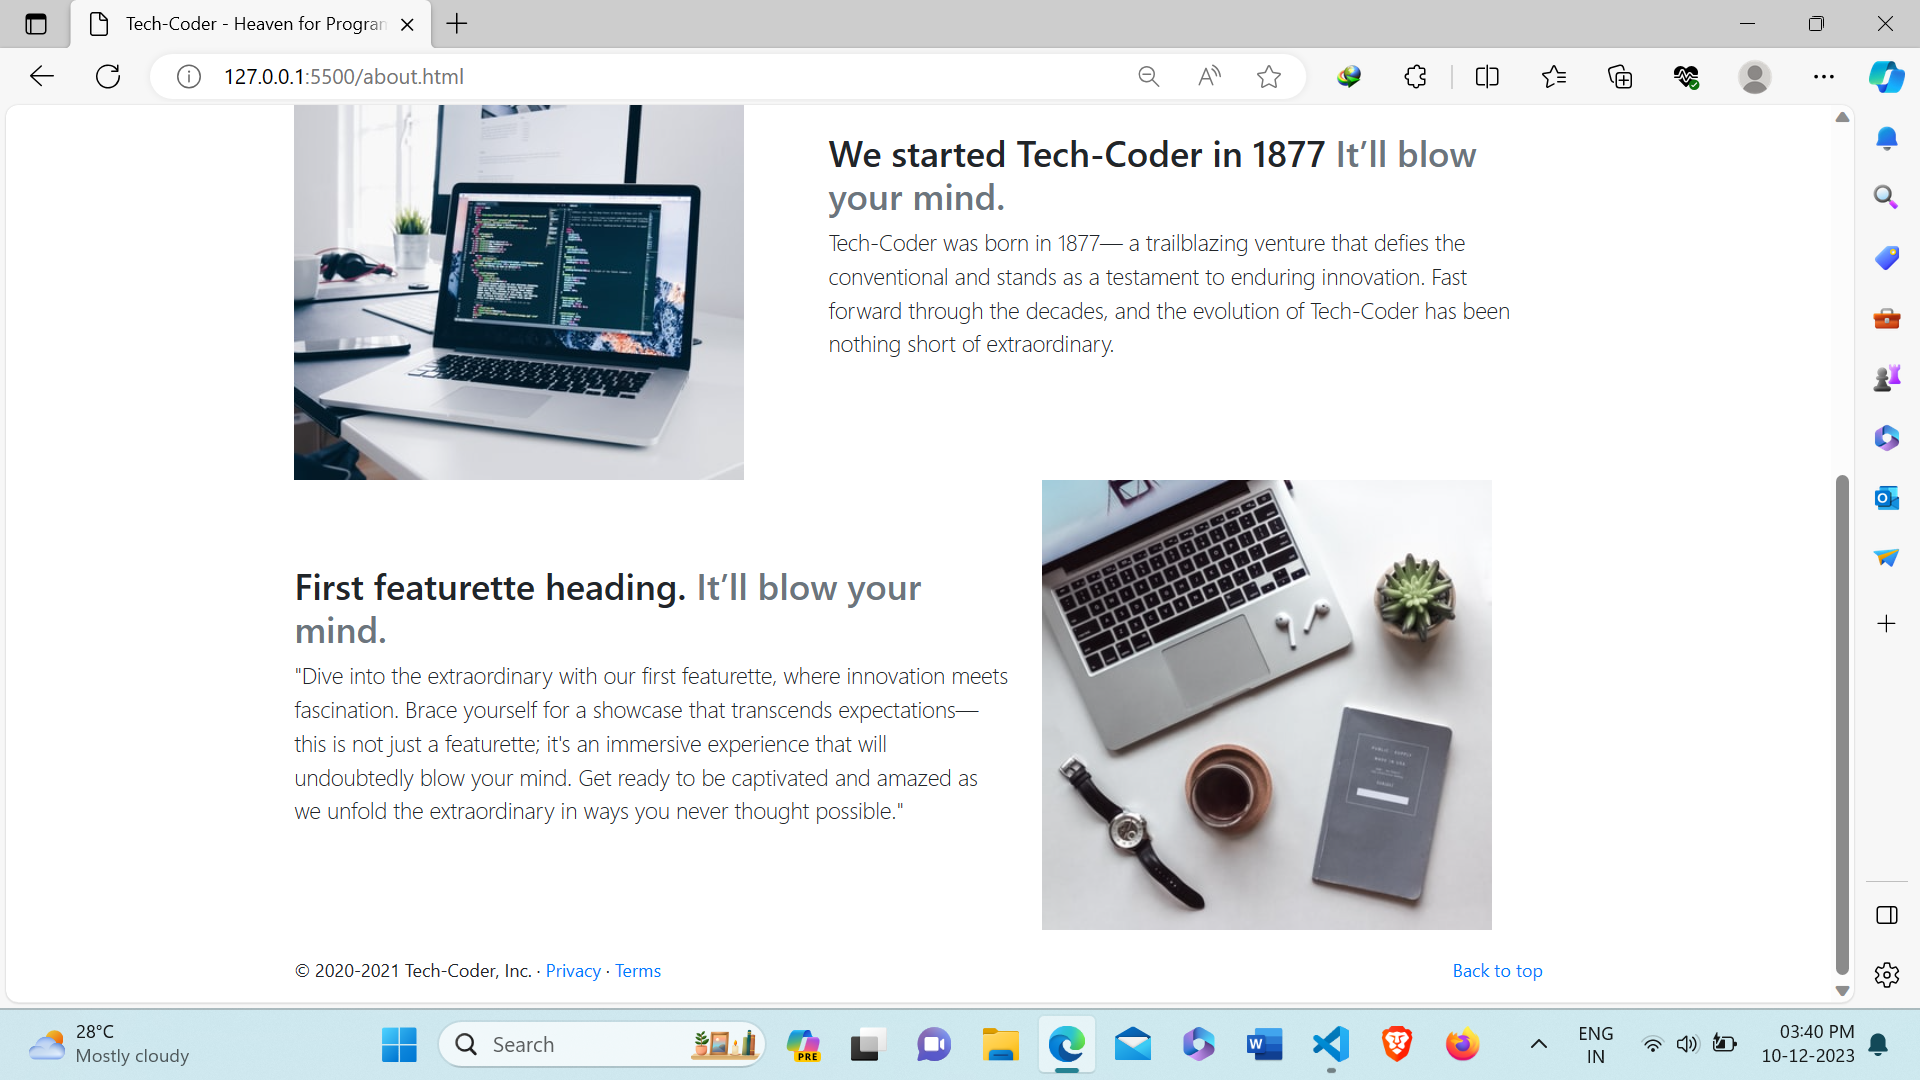 Tech-Coder - Heaven for Progran
127.0.0.1:5500/about.html
We started Tech-Coder in 1877 It’ll blow
your mind.
Tech-Coder was born in 1877— a trailblazing venture that defies the
conventional and stands as a testament to enduring innovation. Fast
forward through the decades, and the evolution of Tech-Coder has been
nothing short of extraordinary.
First featurette heading. It’ll blow your
mind.
"Dive into the extraordinary with our first featurette, where innovation meets
fascination. Brace yourself for a showcase that transcends expectations—
this is not just a featurette; it's an immersive experience that will
undoubtedly blow your mind. Get ready to be captivated and amazed as
we unfold the extraordinary in ways you never thought possible."
PUBLIC SUPPLY
MADE IN USA
© 2020-2021 Tech-Coder, Inc. · Privacy · Terms
Back to top
28°C
Mostly cloudy
Search
PRE
ENG
IN
03:40 PM
10-12-2023